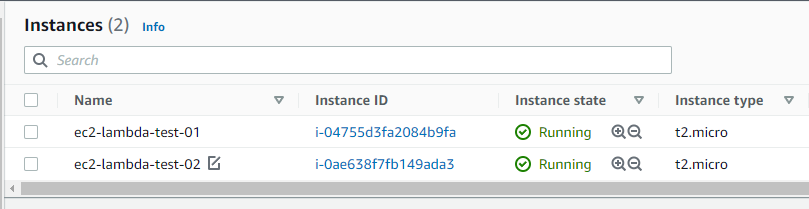 Instances (2) Info
Search
Name Instance ID Instance state Instance type
ec2-lambda-test-01 i-04755d3fa2084b9fa Running t2.micro
ec2-lambda-test-02 i-0ae638f7fb149ada3 Running t2.micro